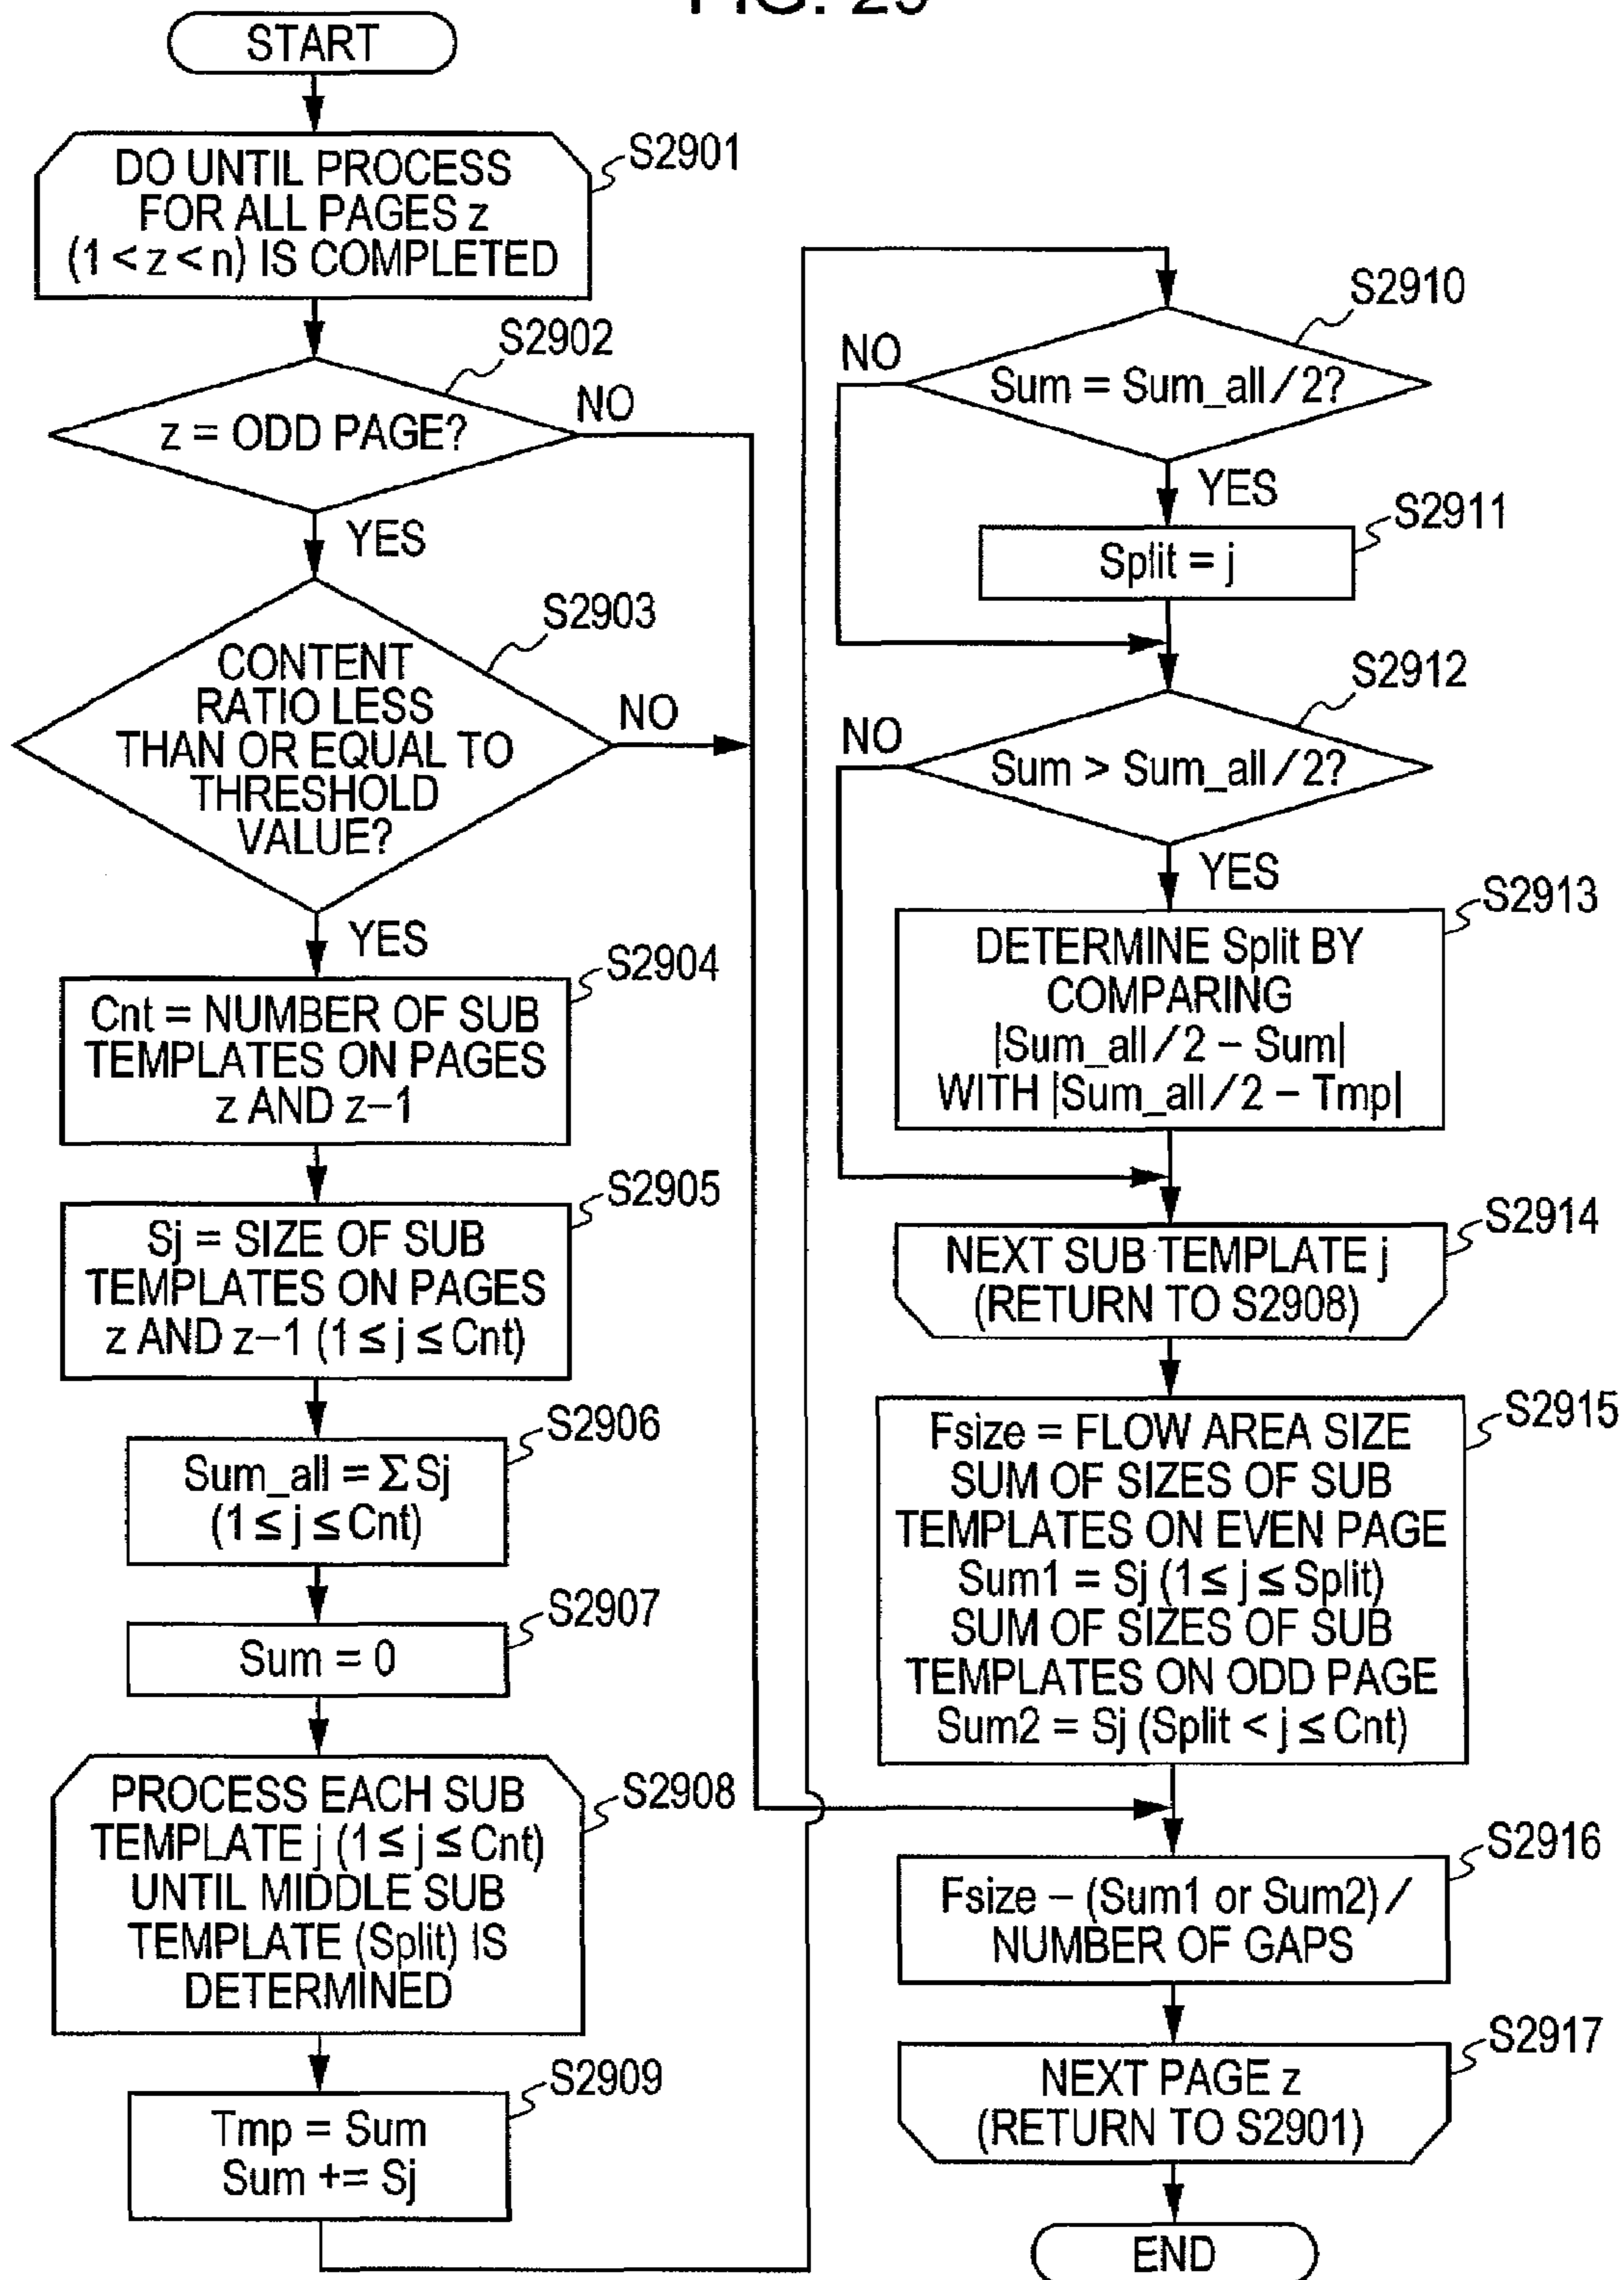 FIG. 29
START
DO UNTIL PROCESS
FOR ALL PAGES z
(1 < z < n) IS COMPLETED
S2901
z = ODD PAGE?
S2902
NO
YES
CONTENT
RATIO LESS
THAN OR EQUAL TO
THRESHOLD
VALUE?
S2903
NO
YES
Cnt = NUMBER OF SUB
TEMPLATES ON PAGES
z AND z–1
S2904
Sj = SIZE OF SUB
TEMPLATES ON PAGES
z AND z–1 (1 ≤ j ≤ Cnt)
S2905
Sum_all = Σ Sj
(1 ≤ j ≤ Cnt)
S2906
Sum = 0
S2907
PROCESS EACH SUB
TEMPLATE j (1 ≤ j ≤ Cnt)
UNTIL MIDDLE SUB
TEMPLATE (Split) IS
DETERMINED
S2908
Tmp = Sum
Sum += Sj
S2909
Sum = Sum_all/2?
S2910
NO
YES
Split = j
S2911
Sum > Sum_all/2?
S2912
NO
YES
DETERMINE Split BY
COMPARING
|Sum_all/2 – Sum|
WITH |Sum_all/2 – Tmp|
S2913
NEXT SUB TEMPLATE j
(RETURN TO S2908)
S2914
Fsize = FLOW AREA SIZE
SUM OF SIZES OF SUB
TEMPLATES ON EVEN PAGE
Sum1 = Sj (1 ≤ j ≤ Split)
SUM OF SIZES OF SUB
TEMPLATES ON ODD PAGE
Sum2 = Sj (Split < j ≤ Cnt)
S2915
Fsize – (Sum1 or Sum2)/
NUMBER OF GAPS
S2916
NEXT PAGE z
(RETURN TO S2901)
S2917
END